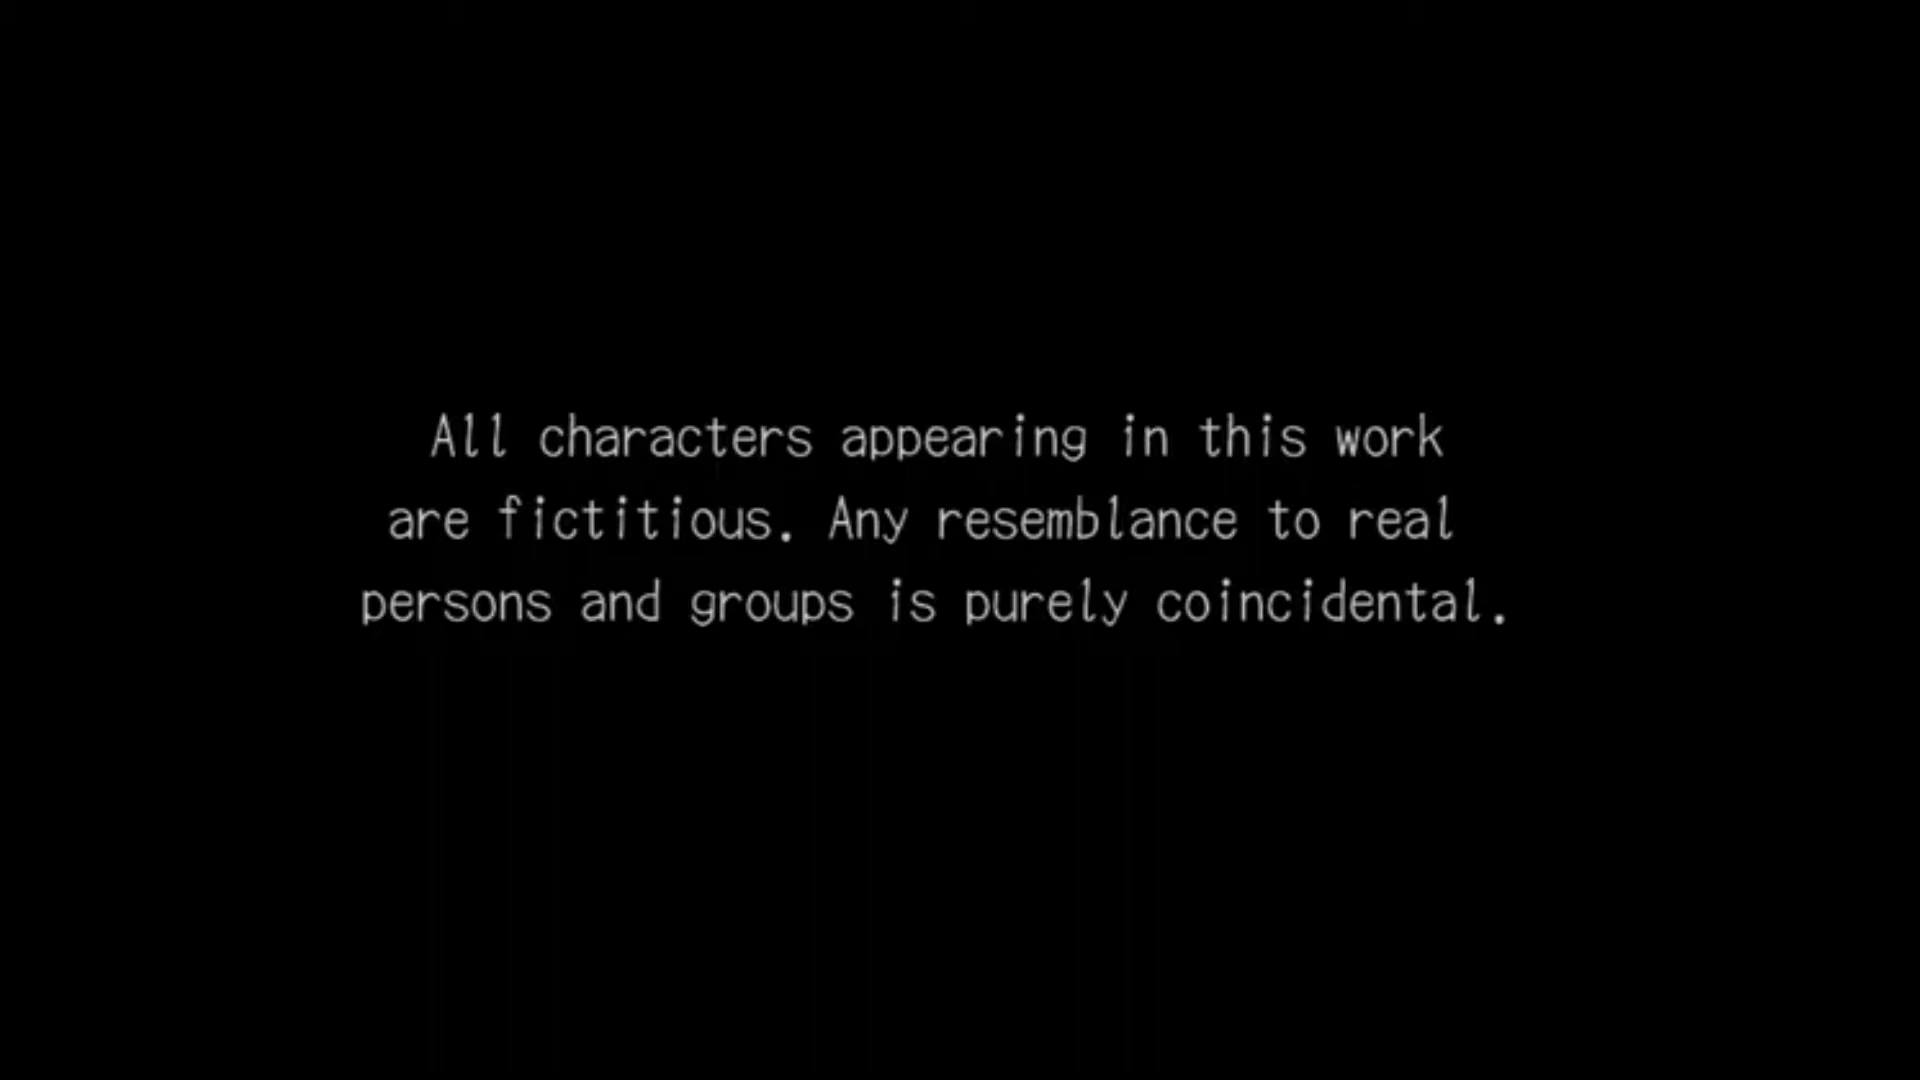 All characters appearing in this work
are fictitious. Any resemblance to real
persons and groups is purely coincidental.